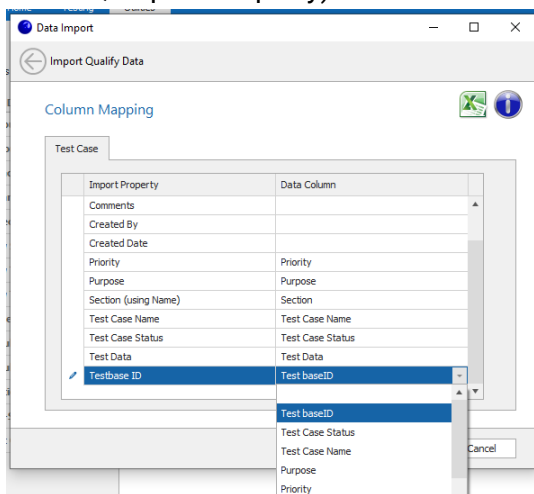 Data Import
Import Qualify Data
Column Mapping
Test Case
Import Property Data Column
Comments
Created By
Created Date
Priority Priority
Purpose Purpose
Section (using Name) Section
Test Case Name Test Case Name
Test Case Status Test Case Status
Test Data Test Data
Testbase ID Test baseID
Test baseID
Test Case Status
Test Case Name
Cancel
Purpose
Priority